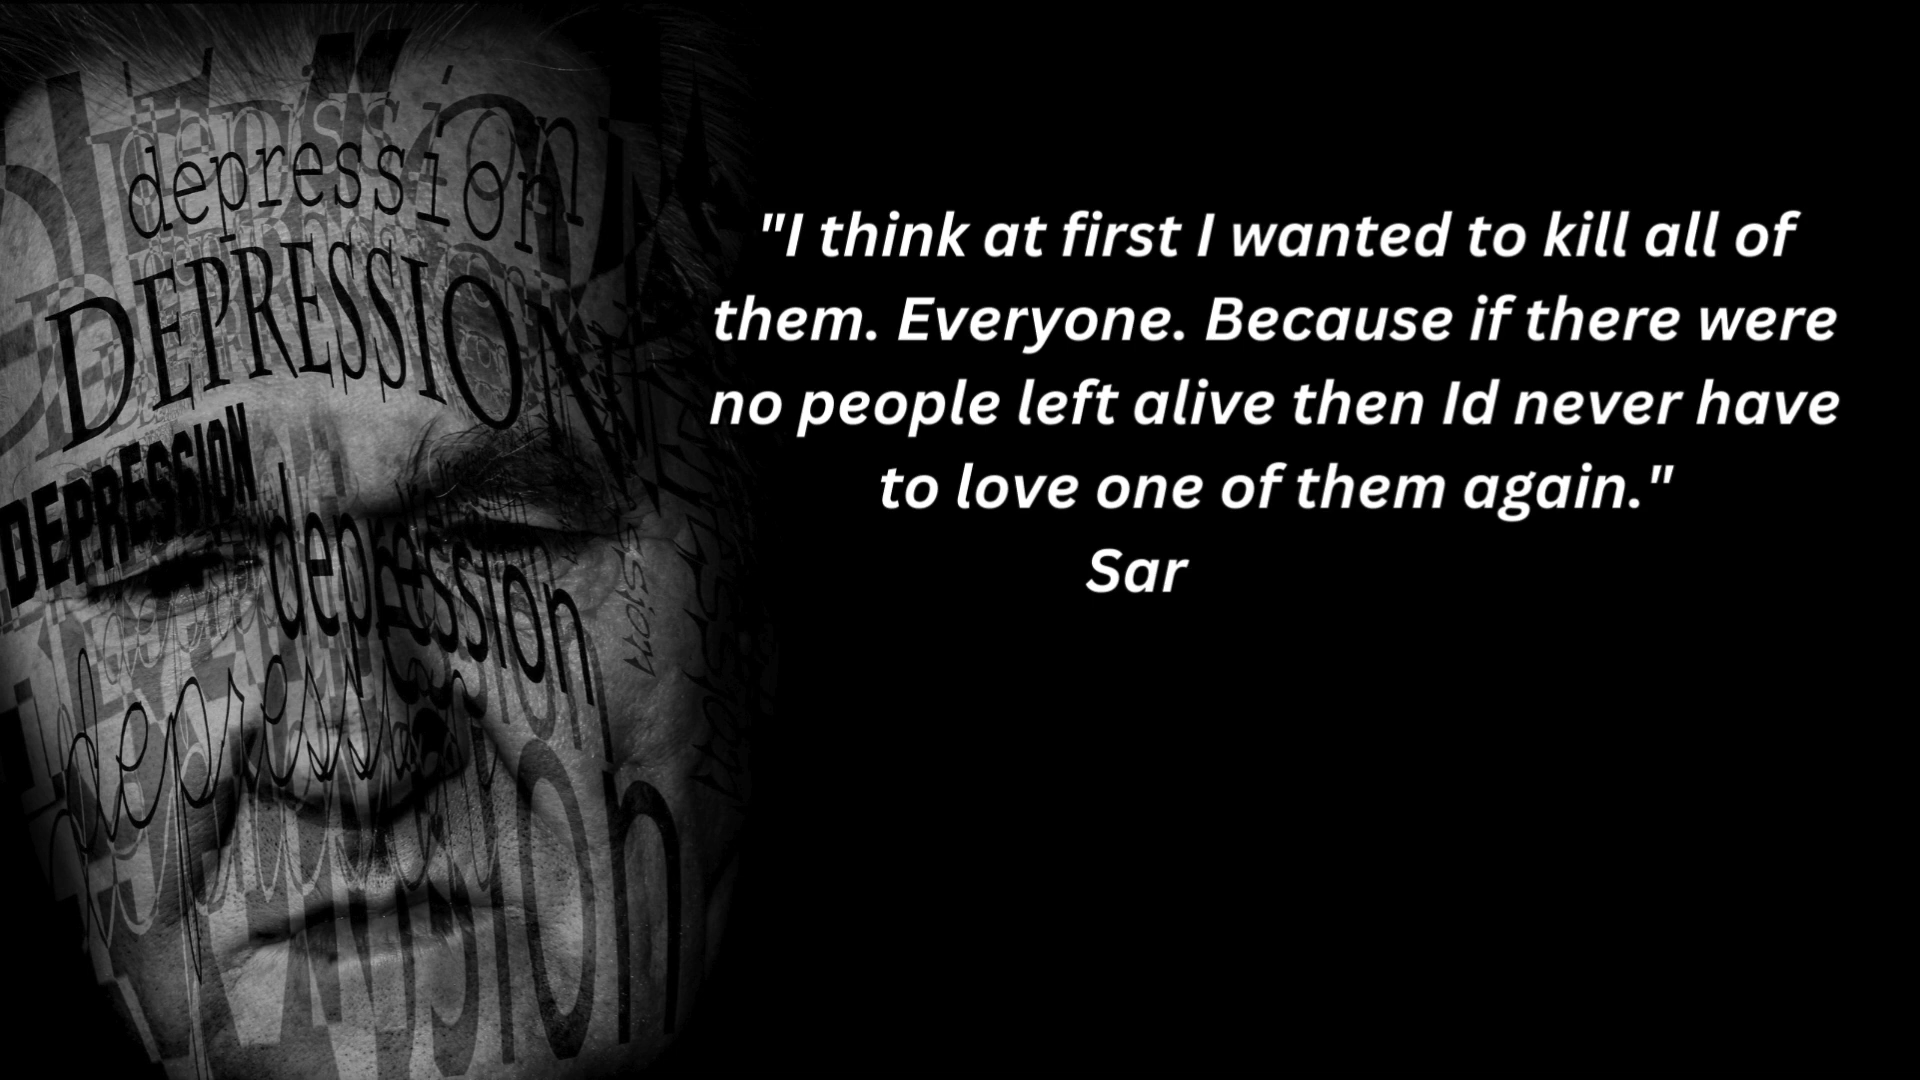 depression
DEPRESSION
DEPRESSION
depression
depression
sion
"I think at first I wanted to kill all of
them. Everyone. Because if there were
no people left alive then Id never have
to love one of them again."
Sar